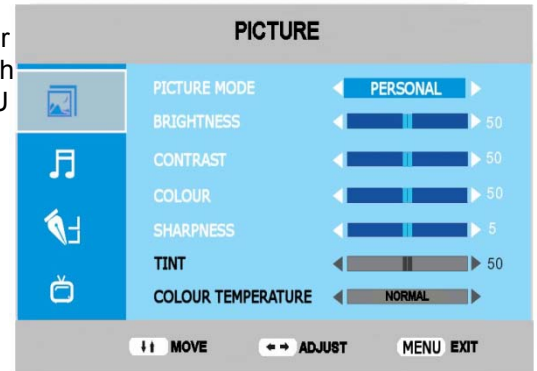 PICTURE
r
h
U
PICTURE MODE PERSONAL
BRIGHTNESS 50
CONTRAST 50
COLOUR 50
SHARPNESS 5
TINT 50
COLOUR TEMPERATURE NORMAL
MOVE ADJUST MENU EXIT